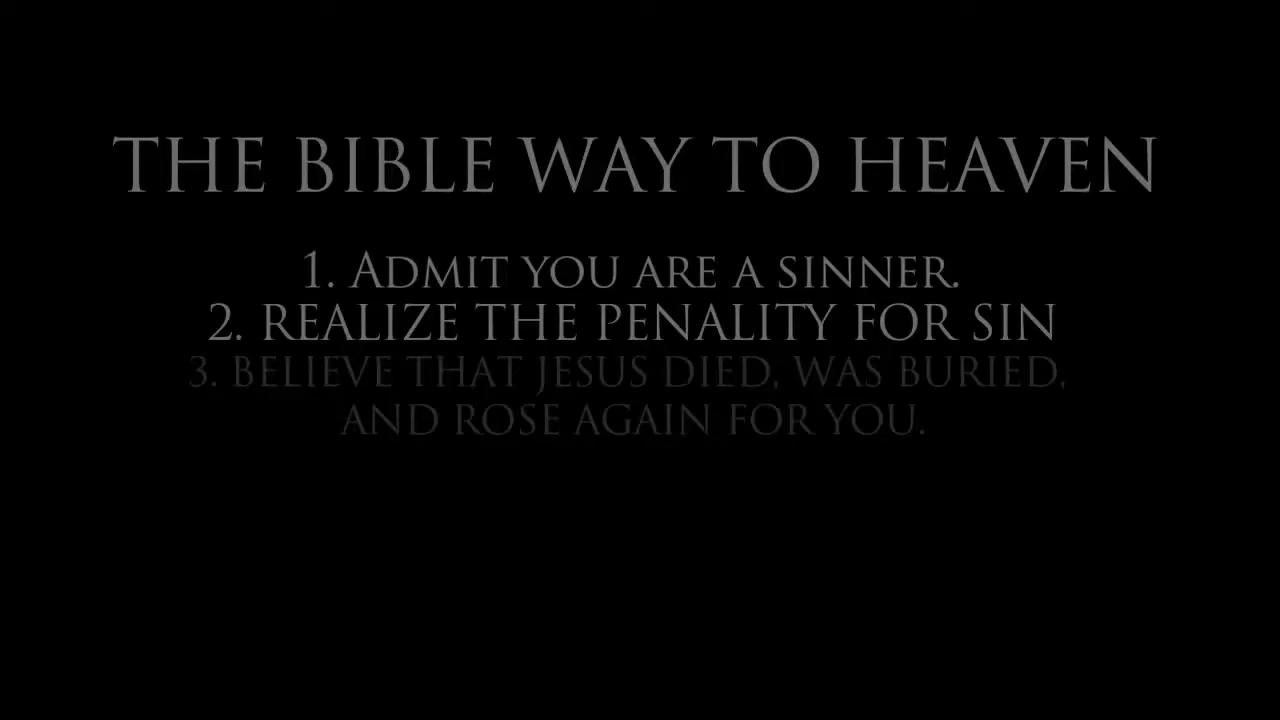 THE BIBLE WAY TO HEAVEN
1. ADMIT YOU ARE A SINNER.
2. REALIZE THE PENALITY FOR SIN
3. BELIEVE THAT JESUS DIED, WAS BURIED,
AND ROSE AGAIN FOR YOU.